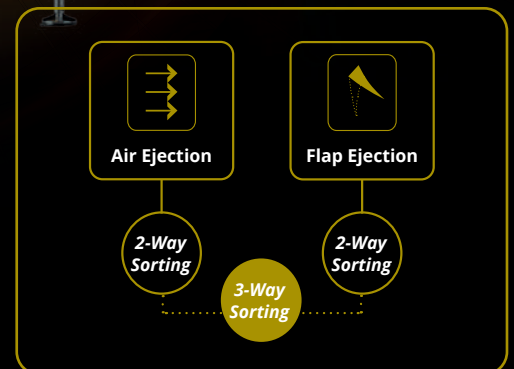 Air Ejection
Flap Ejection
2-Way
Sorting
2-Way
Sorting
3-Way
Sorting